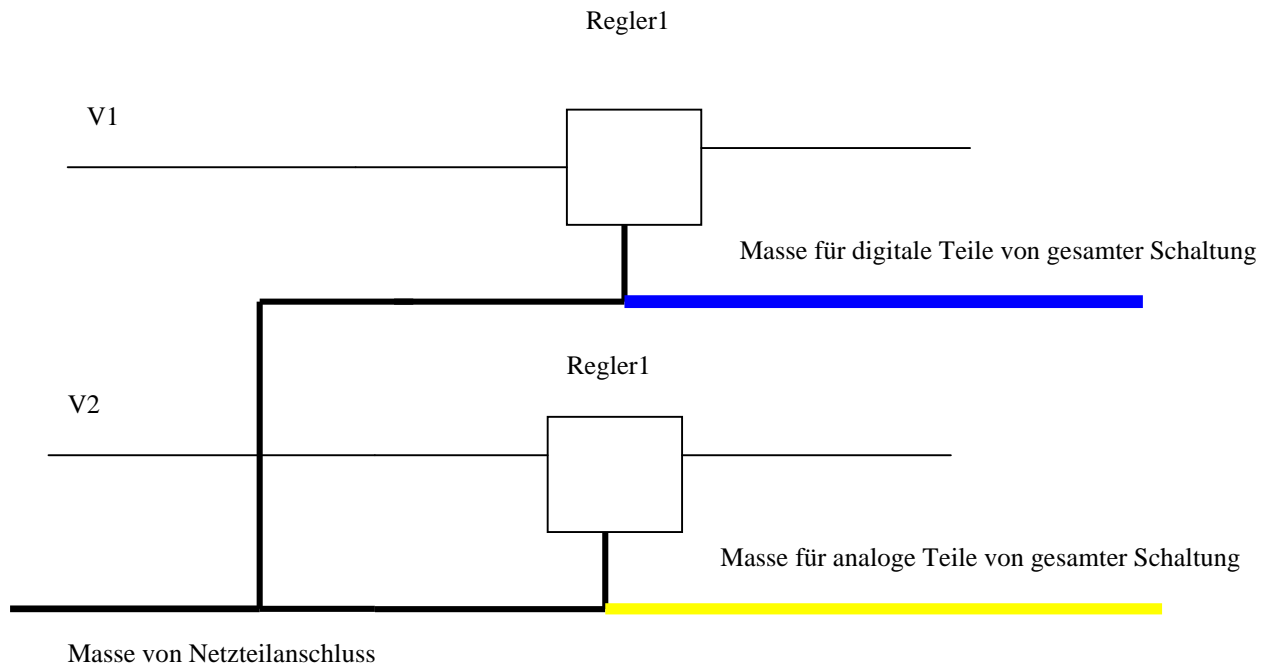 Regler1
V1
Masse für digitale Teile von gesamter Schaltung
Regler1
V2
Masse für analoge Teile von gesamter Schaltung
Masse von Netzteilanschluss